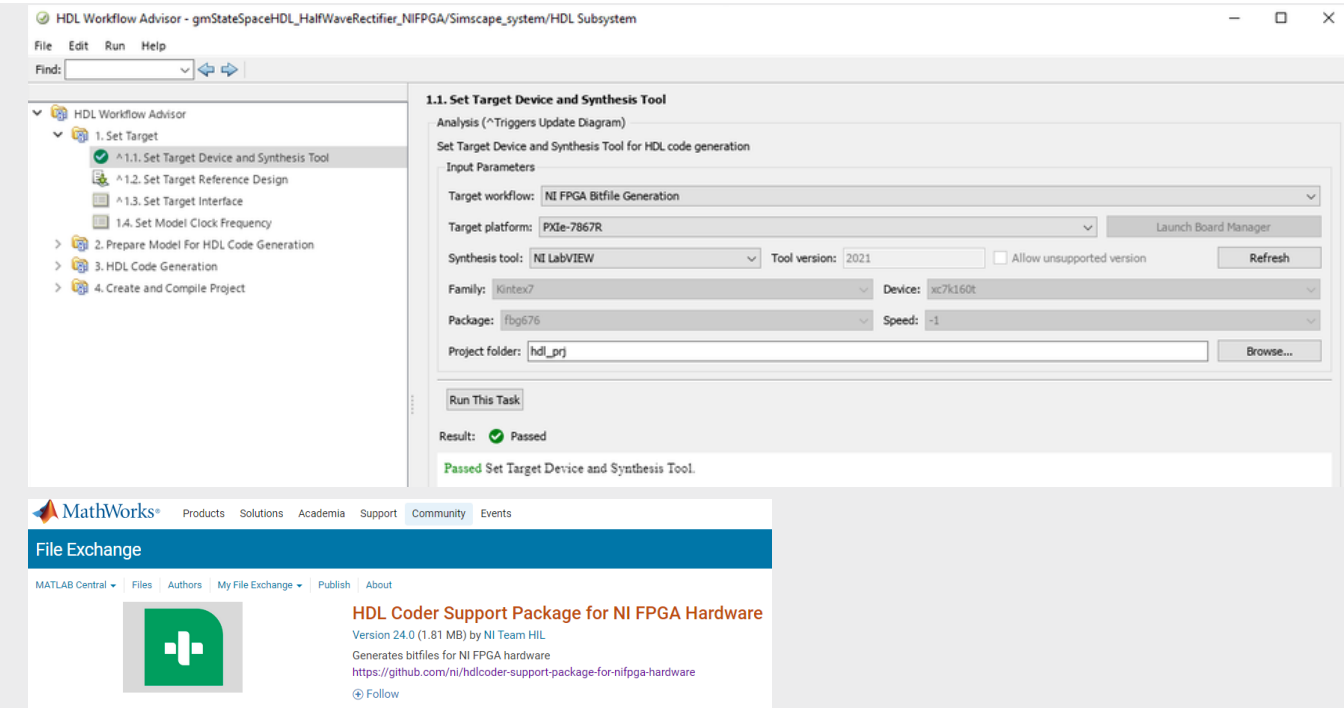 HDL Workflow Advisor - gmStateSpaceHDL_HalfWaveRectifier_NIFPGA/Simscape_system/HDL Subsystem
File Edit Run Help
Find:
HDL Workflow Advisor
1. Set Target
^1.1. Set Target Device and Synthesis Tool
^1.2. Set Target Reference Design
^1.3. Set Target Interface
1.4. Set Model Clock Frequency
2. Prepare Model For HDL Code Generation
3. HDL Code Generation
4. Create and Compile Project
1.1. Set Target Device and Synthesis Tool
Analysis (^Triggers Update Diagram)
Set Target Device and Synthesis Tool for HDL code generation
Input Parameters
Target workflow: NI FPGA Bitfile Generation
Target platform: PXIe-7867R Launch Board Manager
Synthesis tool: NI LabVIEW Tool version: 2021 Allow unsupported version Refresh
Family: Kintex7 Device: xc7k160t
Package: fbg676 Speed: -1
Project folder: hdl_prj Browse...
Run This Task
Result: Passed
Passed Set Target Device and Synthesis Tool.
MathWorks® Products Solutions Academia Support Community Events
File Exchange
MATLAB Central Files Authors My File Exchange Publish About
HDL Coder Support Package for NI FPGA Hardware
Version 24.0 (1.81 MB) by NI Team HIL
Generates bitfiles for NI FPGA hardware
https://github.com/ni/hdlcoder-support-package-for-nifpga-hardware
Follow